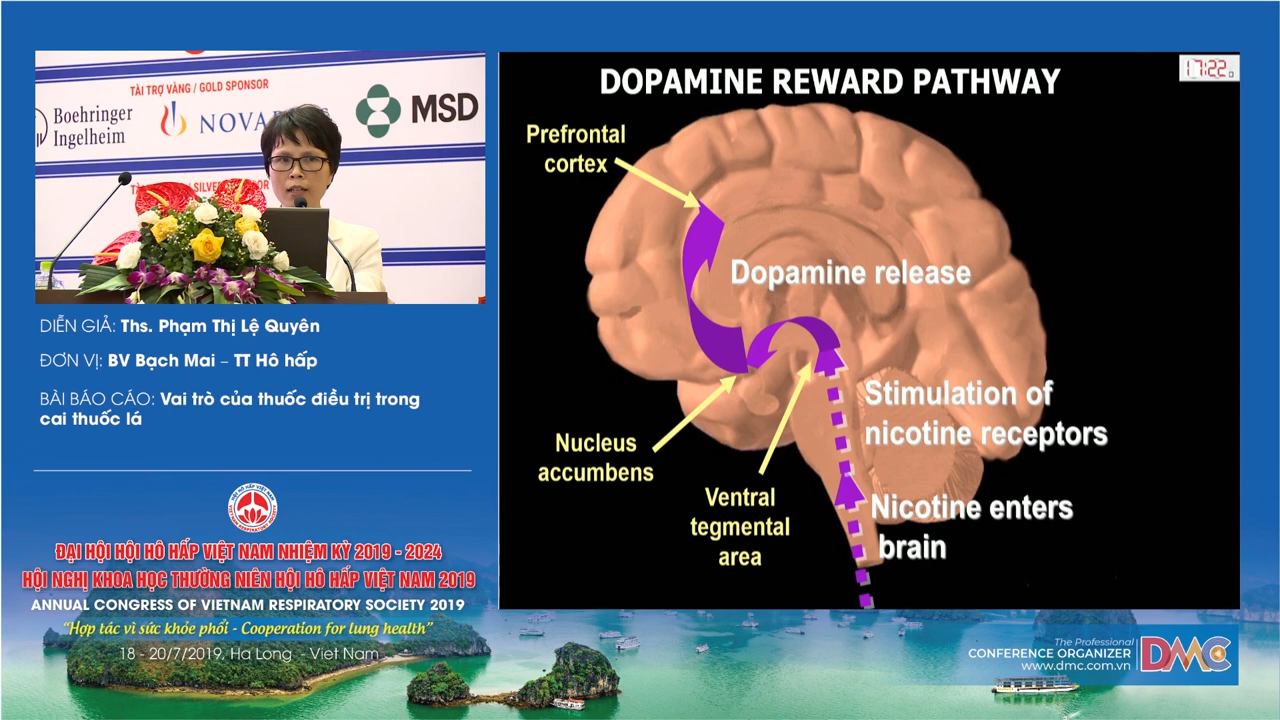 TÀI TRỢ VÀNG / GOLD SPONSOR
Boehringer
Ingelheim
MSD
DIỄN GIẢ: Ths. Phạm Thị Lệ Quyên
ĐƠN VỊ: BV Bạch Mai – TT Hô hấp
BÀI BÁO CÁO: Vai trò của thuốc điều trị trong
cai thuốc lá
ĐẠI HỘI HỘI HÔ HẤP VIỆT NAM NHIỆM KỲ 2019 - 2024
HỘI NGHỊ KHOA HỌC THƯỜNG NIÊN HỘI HÔ HẤP VIỆT NAM 2019
ANNUAL CONGRESS OF VIETNAM RESPIRATORY SOCIETY 2019
“Hợp tác vì sức khỏe phổi - Cooperation for lung health”
18 - 20/7/2019, Ha Long - Viet Nam
DOPAMINE REWARD PATHWAY
17:22
Prefrontal
cortex
Dopamine release
Stimulation of
nicotine receptors
Nucleus
accumbens
Ventral
tegmental
area
Nicotine enters
brain
The Professional
CONFERENCE ORGANIZER
www.dmc.com.vn
DMC